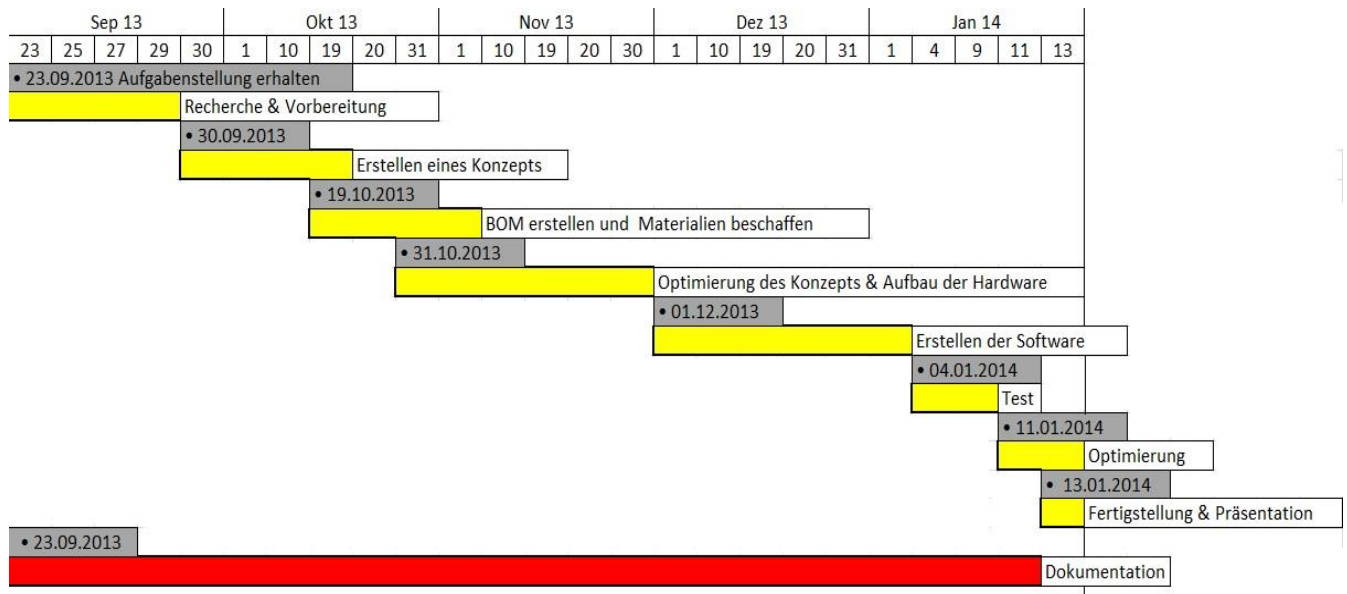 Sep 13 Okt 13 Nov 13 Dez 13 Jan 14
23 25 27 29 30 1 10 19 20 31 1 10 19 20 30 1 10 19 20 31 1 4 9 11 13
• 23.09.2013 Aufgabenstellung erhalten
Recherche & Vorbereitung
• 30.09.2013
Erstellen eines Konzepts
• 19.10.2013
BOM erstellen und Materialien beschaffen
• 31.10.2013
Optimierung des Konzepts & Aufbau der Hardware
• 01.12.2013
Erstellen der Software
• 04.01.2014
Test
• 11.01.2014
Optimierung
• 13.01.2014
Fertigstellung & Präsentation
• 23.09.2013
Dokumentation